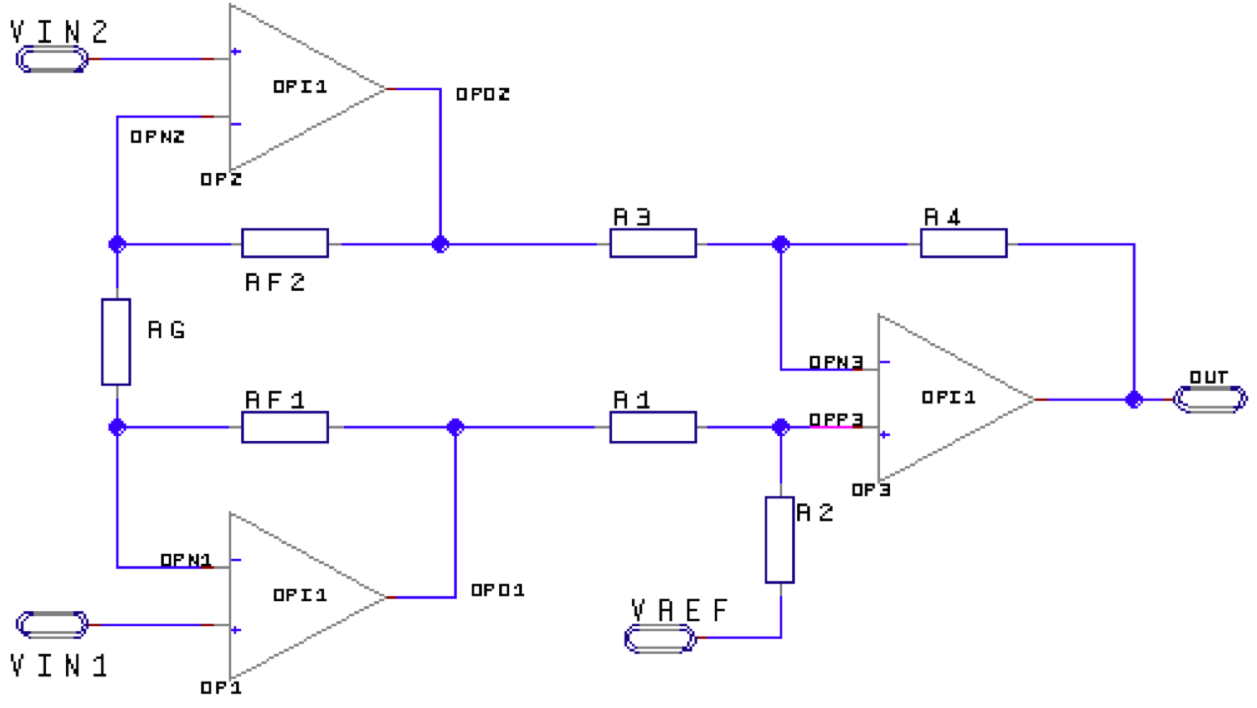 VIN2
+
OPI1
OPO2
OPN2
-
OP2
R3
R4
RF2
RG
OPN3
-
OUT
OPI1
RF1
R1
OPP3
+
OP3
R2
OPN1
-
OPI1
OPO1
VREF
+
VIN1
OP1